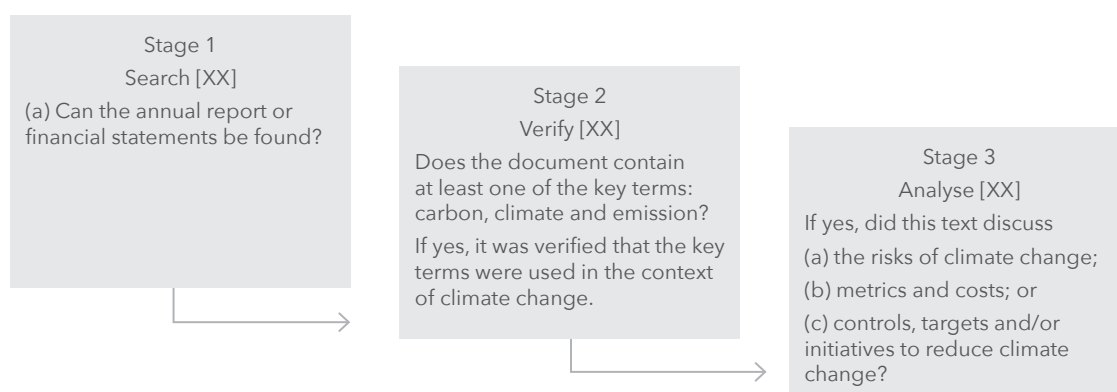 Stage 1
Search [XX]
(a) Can the annual report or
financial statements be found?
Stage 2
Verify [XX]
Does the document contain
at least one of the key terms:
carbon, climate and emission?
If yes, it was verified that the key
terms were used in the context
of climate change.
Stage 3
Analyse [XX]
If yes, did this text discuss
(a) the risks of climate change;
(b) metrics and costs; or
(c) controls, targets and/or
initiatives to reduce climate
change?